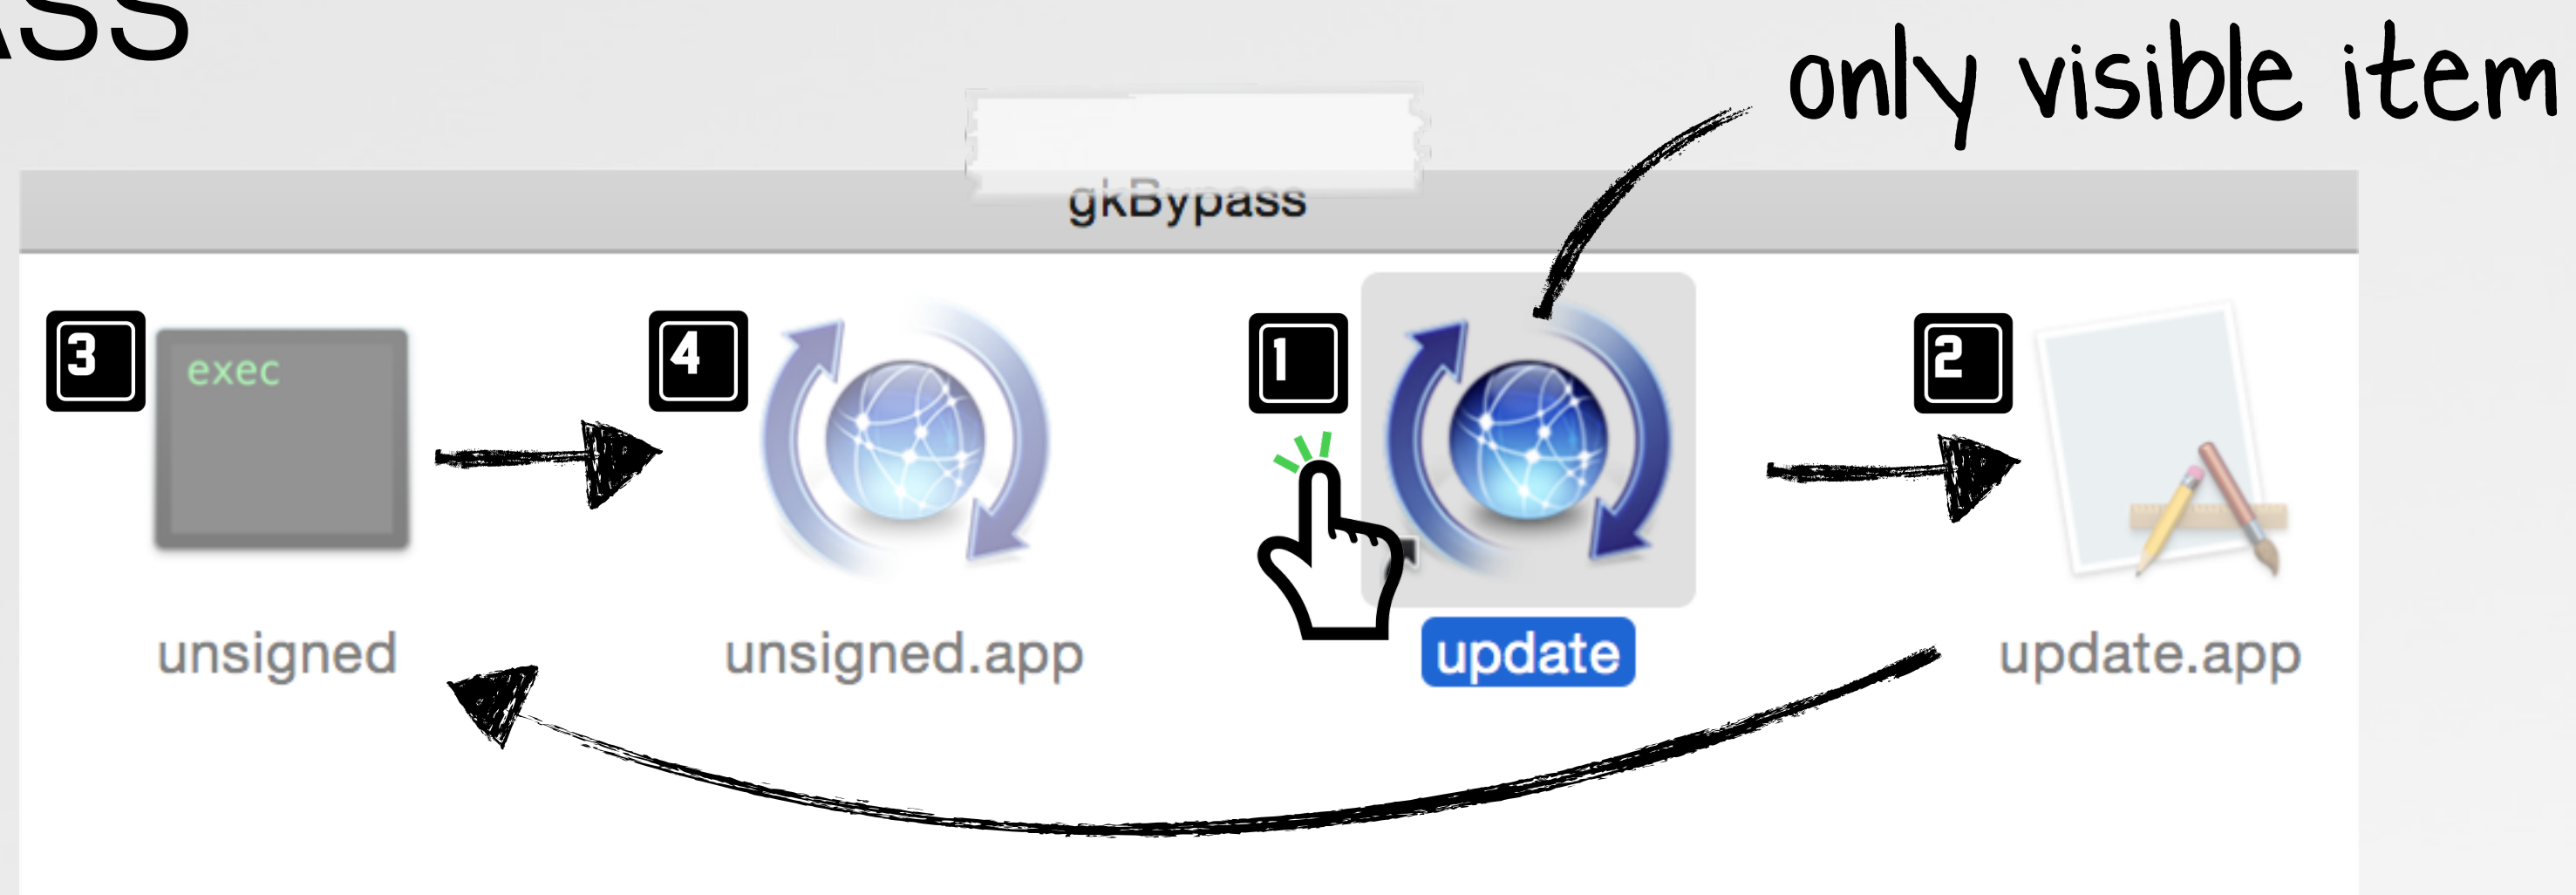 only visible item
gkBypass
3 exec 4 1 2
unsigned unsigned.app update update.app